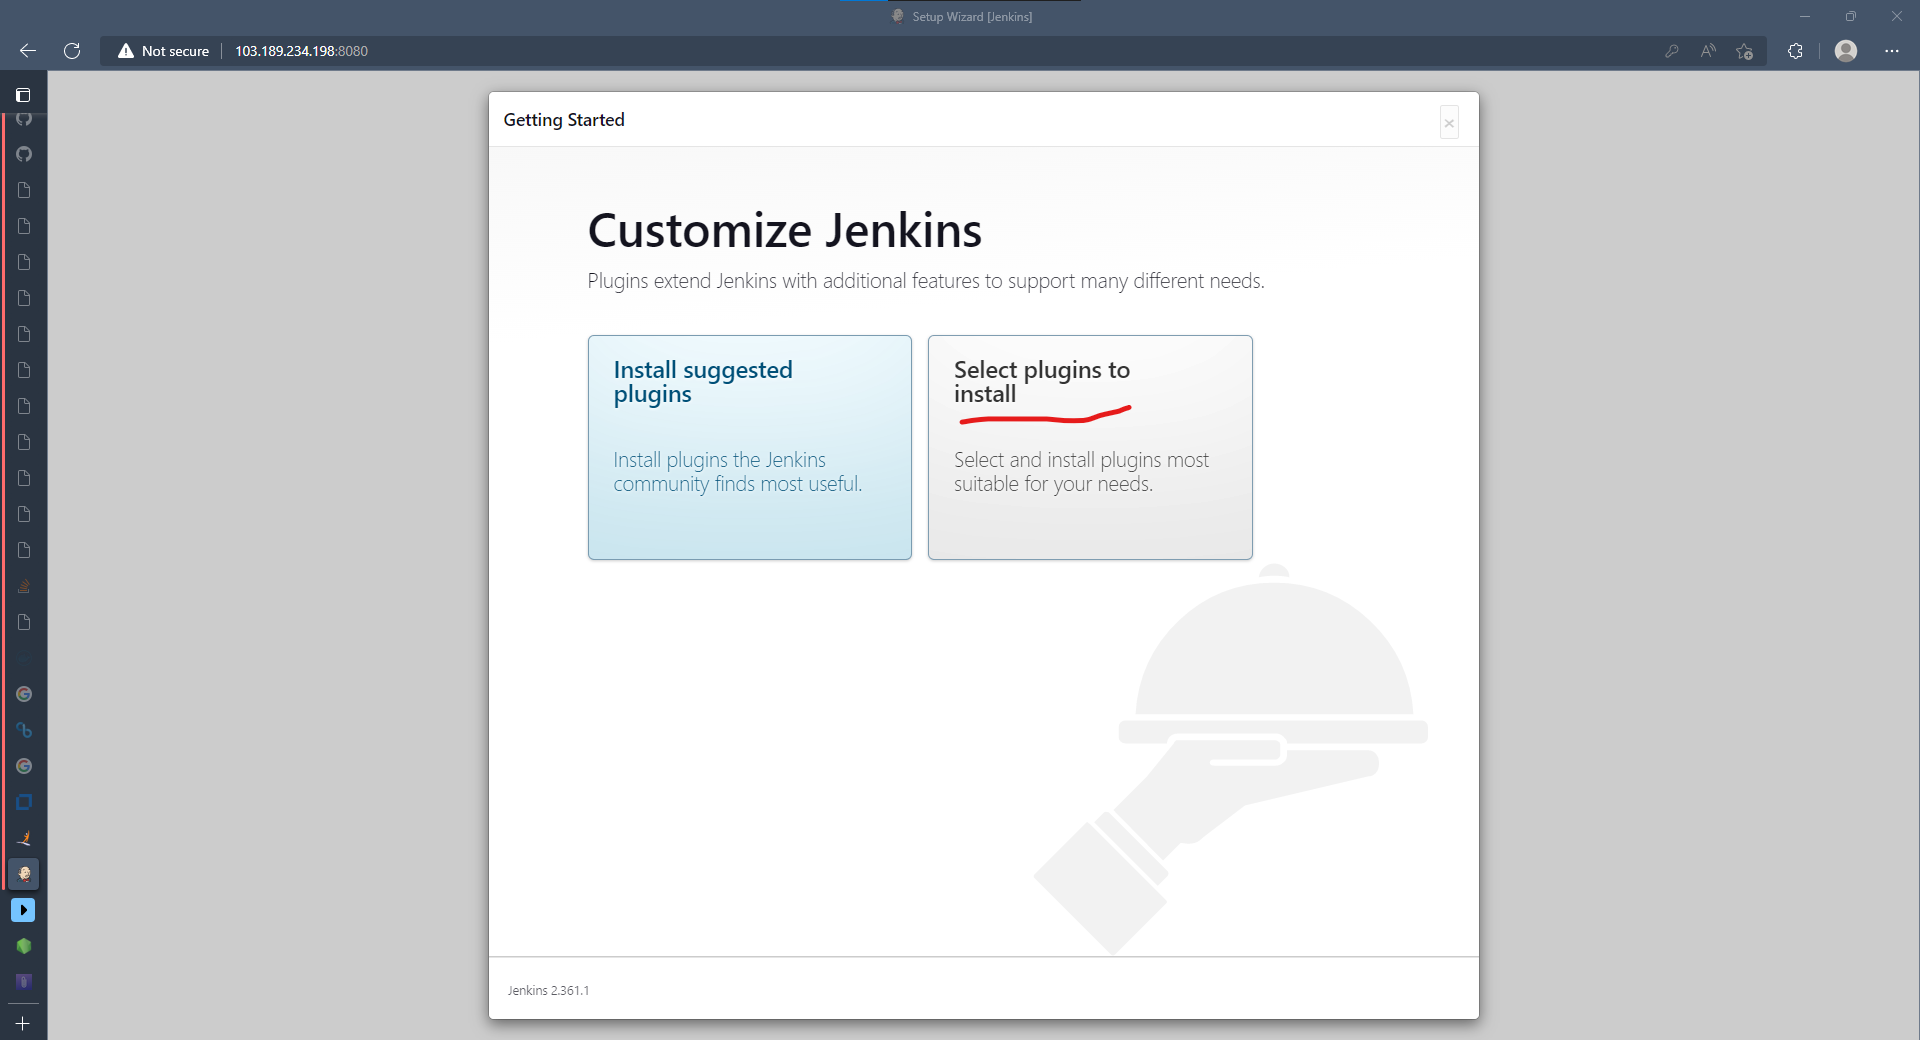 Setup Wizard [Jenkins]
Not secure
103.189.234.198:8080
Getting Started
Customize Jenkins
Plugins extend Jenkins with additional features to support many different needs.
Install suggested
plugins
Install plugins the Jenkins
community finds most useful.
Select plugins to
install
Select and install plugins most
suitable for your needs.
Jenkins 2.361.1